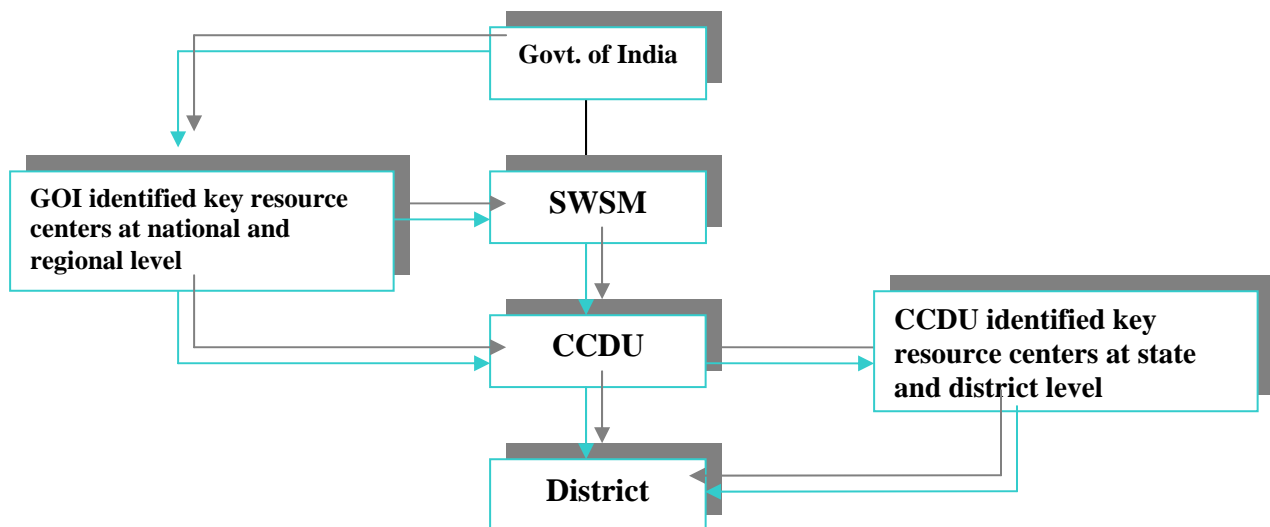 Govt. of India
GOI identified key resource
centers at national and
regional level
SWSM
CCDU
CCDU identified key
resource centers at state
and district level
District